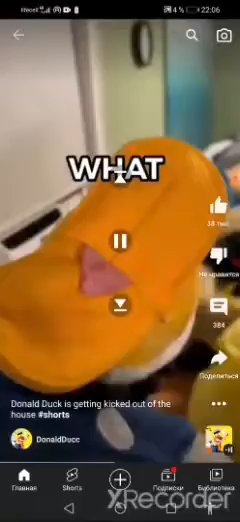 4 %
22:06
WHAT
38 тыс.
Не нравится
384
Поделиться
Donald Duck is getting kicked out of the
house #shorts
DonaldDucc
Главная
Shorts
Подписки
Библиотека
XRecorder